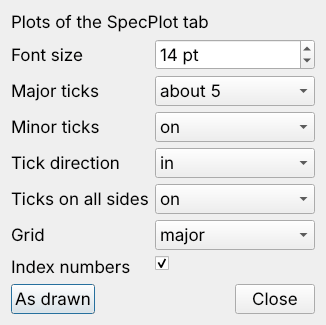 Plots of the SpecPlot tab
Font size 14 pt
Major ticks about 5
Minor ticks on
Tick direction in
Ticks on all sides on
Grid major
Index numbers
As drawn Close